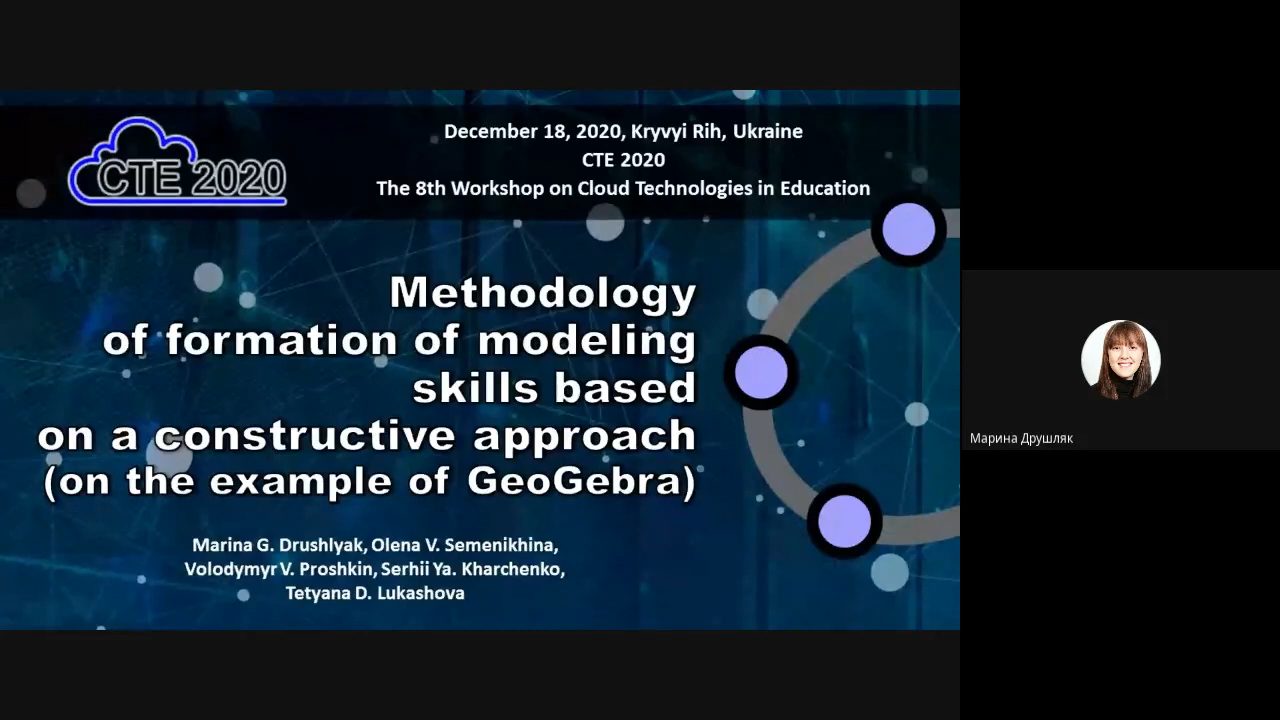 CTE 2020
December 18, 2020, Kryvyi Rih, Ukraine
CTE 2020
The 8th Workshop on Cloud Technologies in Education
Methodology
of formation of modeling
skills based
on a constructive approach
(on the example of GeoGebra)
Marina G. Drushlyak, Olena V. Semenikhina,
Volodymyr V. Proshkin, Serhii Ya. Kharchenko,
Tetyana D. Lukashova
Марина Друшляк